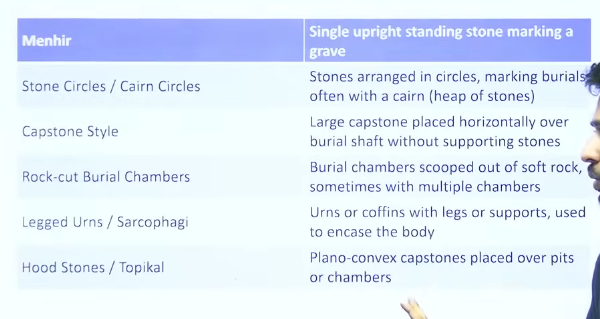 Menhir
Single upright standing stone marking a
grave
Stone Circles / Cairn Circles
Stones arranged in circles, marking burials
often with a cairn (heap of stones)
Capstone Style
Large capstone placed horizontally over
burial shaft without supporting stones
Rock-cut Burial Chambers
Burial chambers scooped out of soft rock,
sometimes with multiple chambers
Legged Urns / Sarcophagi
Urns or coffins with legs or supports, used
to encase the body
Hood Stones / Topikal
Plano-convex capstones placed over pits
or chambers